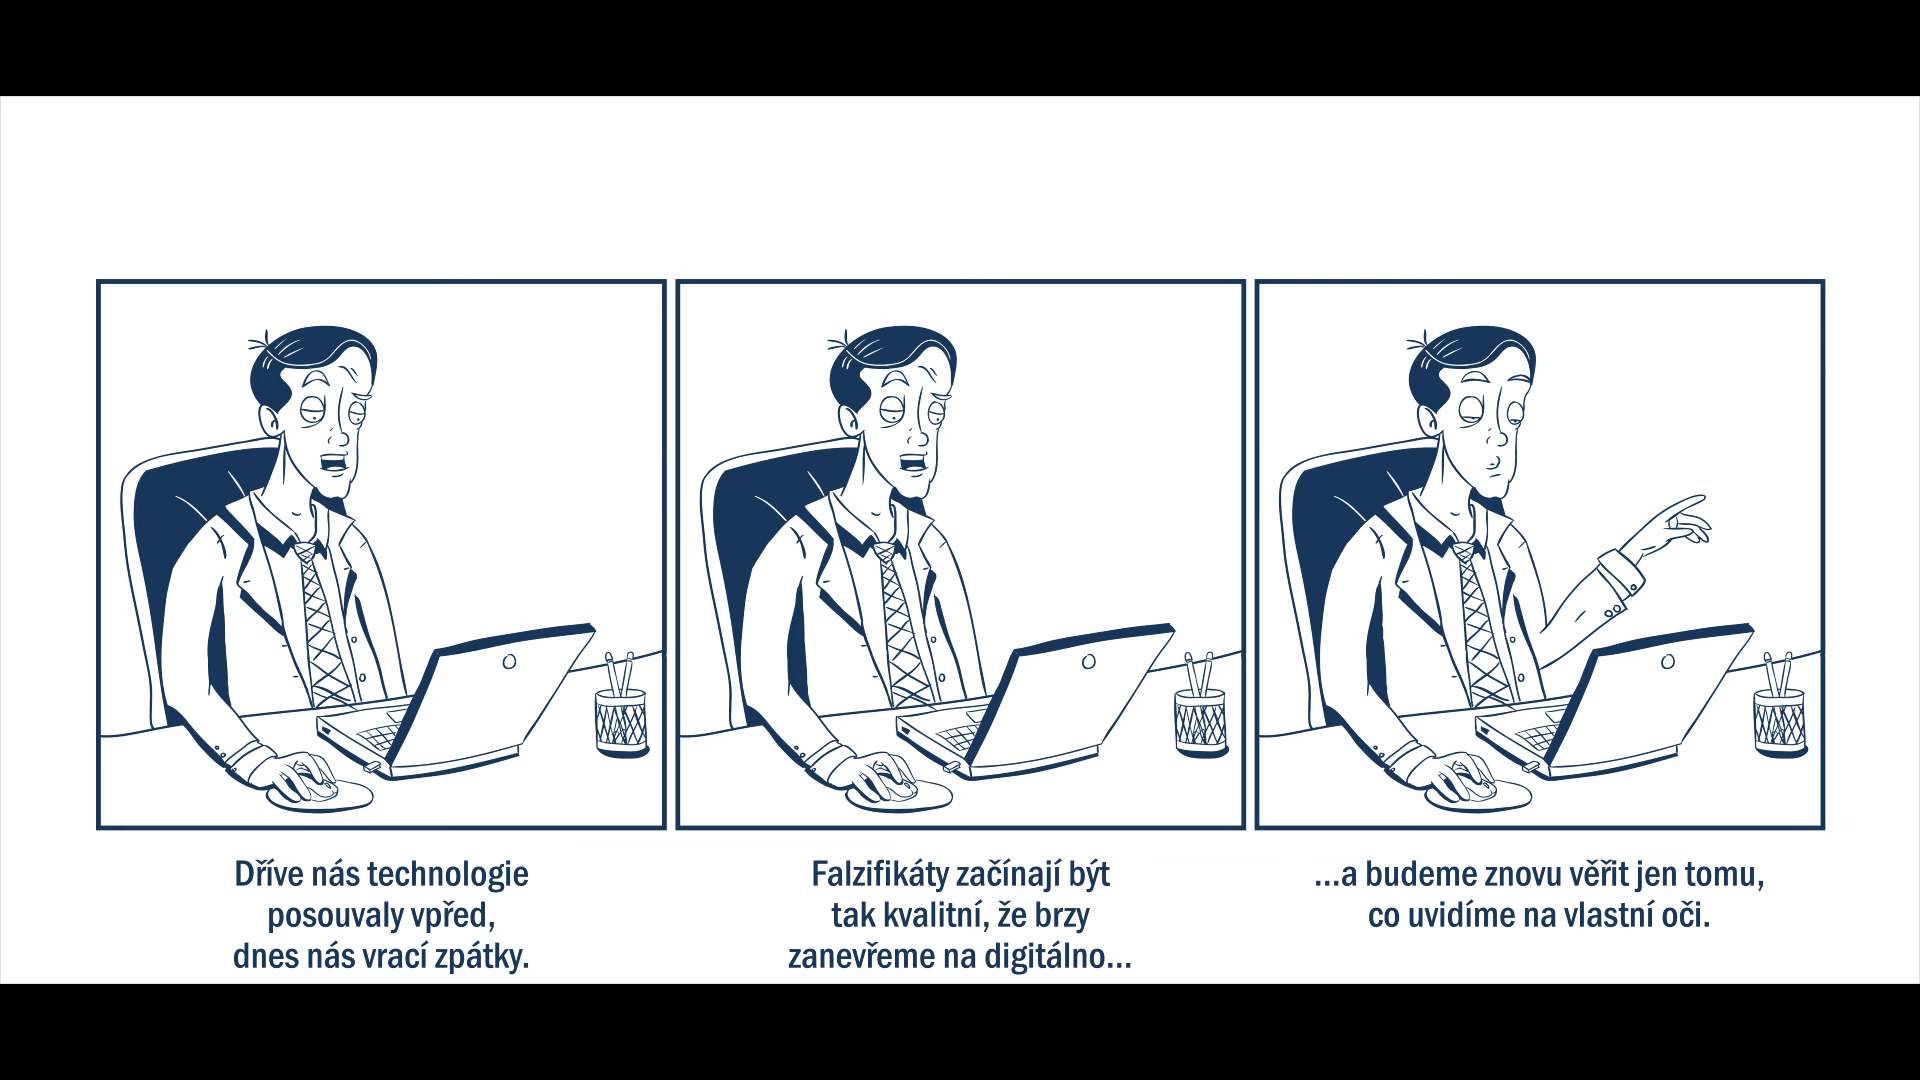 Dříve nás technologie
posouvaly vpřed,
dnes nás vrací zpátky.
Falzifikáty začínají být
tak kvalitní, že brzy
zanevřeme na digitálno...
...a budeme znovu věřit jen tomu,
co uvidíme na vlastní oči.